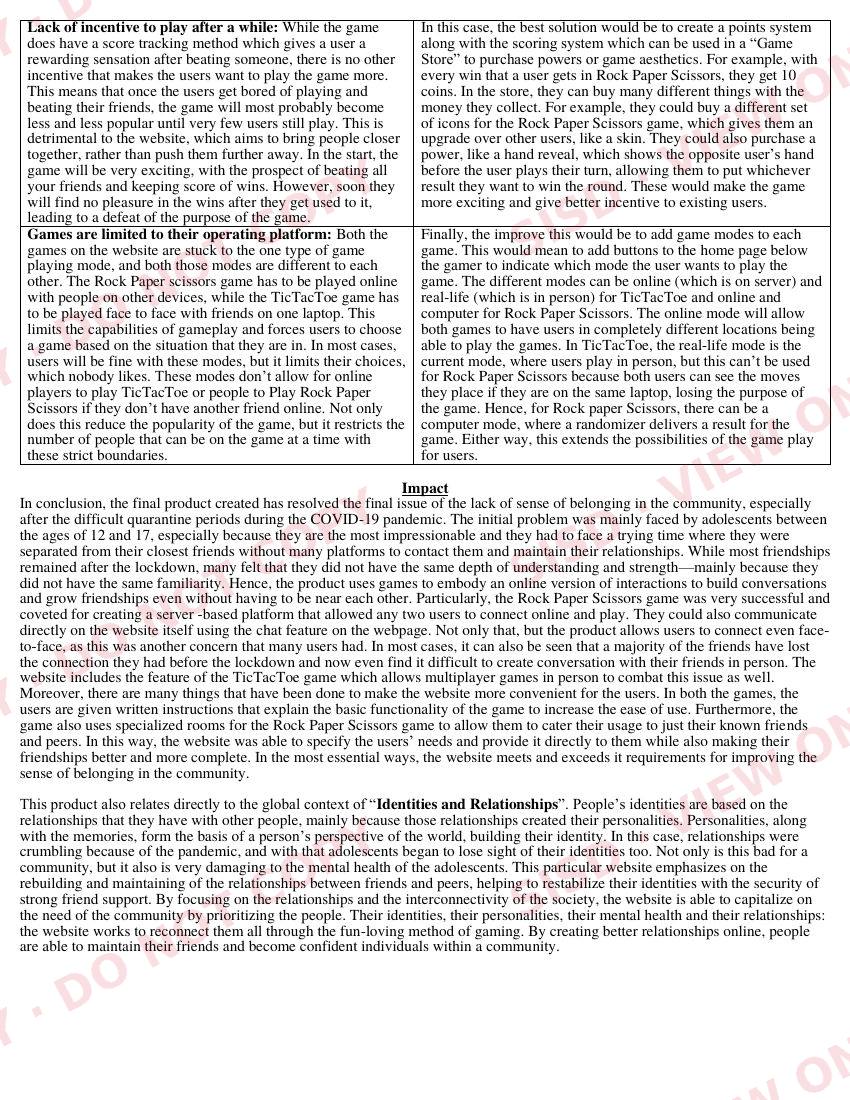 Lack of incentive to play after a while: While the game
does have a score tracking method which gives a user a
rewarding sensation after beating someone, there is no other
incentive that makes the users want to play the game more.
This means that once the users get bored of playing and
beating their friends, the game will most probably become
less and less popular until very few users still play. This is
detrimental to the website, which aims to bring people closer
together, rather than push them further away. In the start, the
game will be very exciting, with the prospect of beating all
your friends and keeping score of wins. However, soon they
will find no pleasure in the wins after they get used to it,
leading to a defeat of the purpose of the game.
In this case, the best solution would be to create a points system
along with the scoring system which can be used in a “Game
Store” to purchase powers or game aesthetics. For example, with
every win that a user gets in Rock Paper Scissors, they get 10
coins. In the store, they can buy many different things with the
money they collect. For example, they could buy a different set
of icons for the Rock Paper Scissors game, which gives them an
upgrade over other users, like a skin. They could also purchase a
power, like a hand reveal, which shows the opposite user’s hand
before the user plays their turn, allowing them to put whichever
result they want to win the round. These would make the game
more exciting and give better incentive to existing users.
Games are limited to their operating platform: Both the
games on the website are stuck to the one type of game
playing mode, and both those modes are different to each
other. The Rock Paper scissors game has to be played online
with people on other devices, while the TicTacToe game has
to be played face to face with friends on one laptop. This
limits the capabilities of gameplay and forces users to choose
a game based on the situation that they are in. In most cases,
users will be fine with these modes, but it limits their choices,
which nobody likes. These modes don’t allow for online
players to play TicTacToe or people to Play Rock Paper
Scissors if they don’t have another friend online. Not only
does this reduce the popularity of the game, but it restricts the
number of people that can be on the game at a time with
these strict boundaries.
Finally, the improve this would be to add game modes to each
game. This would mean to add buttons to the home page below
the gamer to indicate which mode the user wants to play the
game. The different modes can be online (which is on server) and
real-life (which is in person) for TicTacToe and online and
computer for Rock Paper Scissors. The online mode will allow
both games to have users in completely different locations being
able to play the games. In TicTacToe, the real-life mode is the
current mode, where users play in person, but this can’t be used
for Rock Paper Scissors because both users can see the moves
they place if they are on the same laptop, losing the purpose of
the game. Hence, for Rock paper Scissors, there can be a
computer mode, where a randomizer delivers a result for the
game. Either way, this extends the possibilities of the game play
for users.
Impact
In conclusion, the final product created has resolved the final issue of the lack of sense of belonging in the community, especially
after the difficult quarantine periods during the COVID-19 pandemic. The initial problem was mainly faced by adolescents between
the ages of 12 and 17, especially because they are the most impressionable and they had to face a trying time where they were
separated from their closest friends without many platforms to contact them and maintain their relationships. While most friendships
remained after the lockdown, many felt that they did not have the same depth of understanding and strength—mainly because they
did not have the same familiarity. Hence, the product uses games to embody an online version of interactions to build conversations
and grow friendships even without having to be near each other. Particularly, the Rock Paper Scissors game was very successful and
coveted for creating a server -based platform that allowed any two users to connect online and play. They could also communicate
directly on the website itself using the chat feature on the webpage. Not only that, but the product allows users to connect even face-
to-face, as this was another concern that many users had. In most cases, it can also be seen that a majority of the friends have lost
the connection they had before the lockdown and now even find it difficult to create conversation with their friends in person. The
website includes the feature of the TicTacToe game which allows multiplayer games in person to combat this issue as well.
Moreover, there are many things that have been done to make the website more convenient for the users. In both the games, the
users are given written instructions that explain the basic functionality of the game to increase the ease of use. Furthermore, the
game also uses specialized rooms for the Rock Paper Scissors game to allow them to cater their usage to just their known friends
and peers. In this way, the website was able to specify the users’ needs and provide it directly to them while also making their
friendships better and more complete. In the most essential ways, the website meets and exceeds it requirements for improving the
sense of belonging in the community.
This product also relates directly to the global context of “Identities and Relationships”. People’s identities are based on the
relationships that they have with other people, mainly because those relationships created their personalities. Personalities, along
with the memories, form the basis of a person’s perspective of the world, building their identity. In this case, relationships were
crumbling because of the pandemic, and with that adolescents began to lose sight of their identities too. Not only is this bad for a
community, but it also is very damaging to the mental health of the adolescents. This particular website emphasizes on the
rebuilding and maintaining of the relationships between friends and peers, helping to restabilize their identities with the security of
strong friend support. By focusing on the relationships and the interconnectivity of the society, the website is able to capitalize on
the need of the community by prioritizing the people. Their identities, their personalities, their mental health and their relationships:
the website works to reconnect them all through the fun-loving method of gaming. By creating better relationships online, people
are able to maintain their friends and become confident individuals within a community.